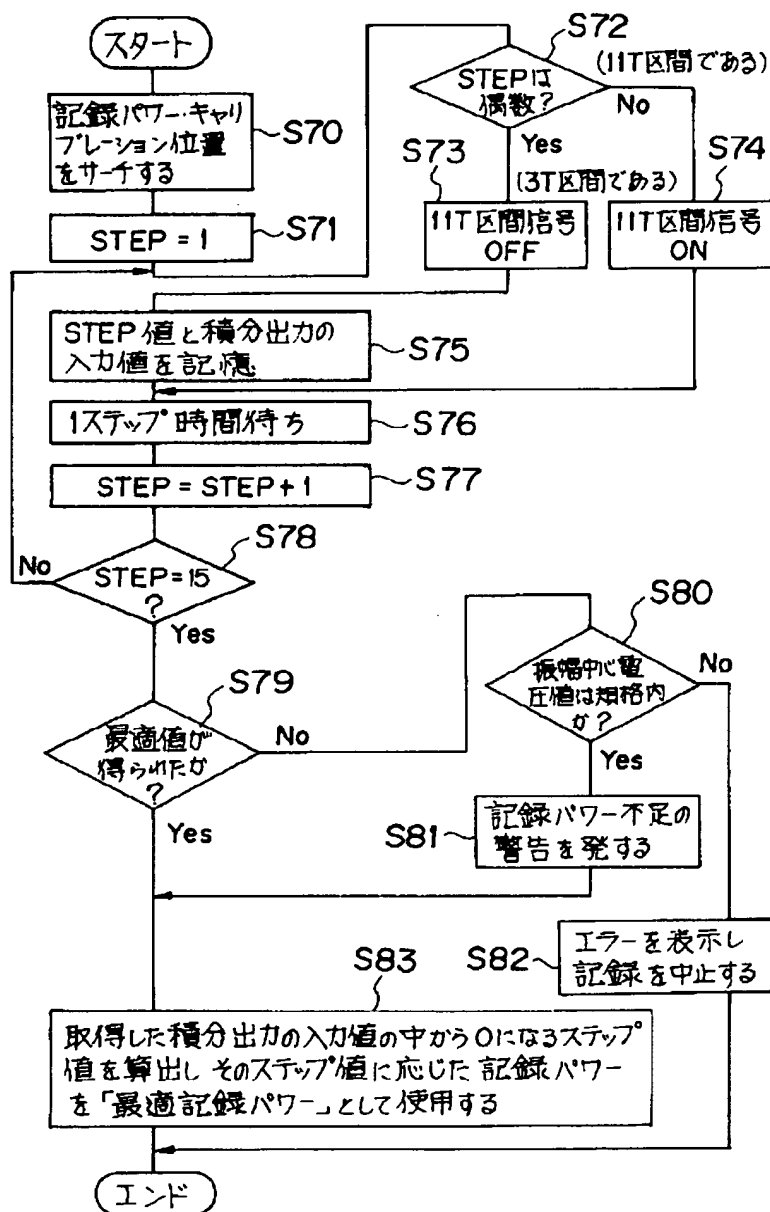 スタート
記録パワー・キャリ
ブレーション位置
をサーチする
S70
STEP = 1
S71
S72
STEPは
偶数?
(11T区間である)
No
Yes
(3T区間である)
S73
11T区間信号
OFF
S74
11T区間信号
ON
STEP値と積分出力の
入力値を記憶
S75
1ステップ時間待ち
S76
STEP = STEP + 1
S77
S78
STEP = 15
?
No
Yes
S79
最適値が
得られたか
?
No
Yes
S80
振幅中心電
圧値は規格内
か?
No
Yes
S81
記録パワー不足の
警告を発する
S82
エラーを表示し
記録を中止する
S83
取得した積分出力の入力値の中から0になるステップ
値を算出し そのステップ値に応じた 記録パワー
を「最適記録パワー」として使用する
エンド